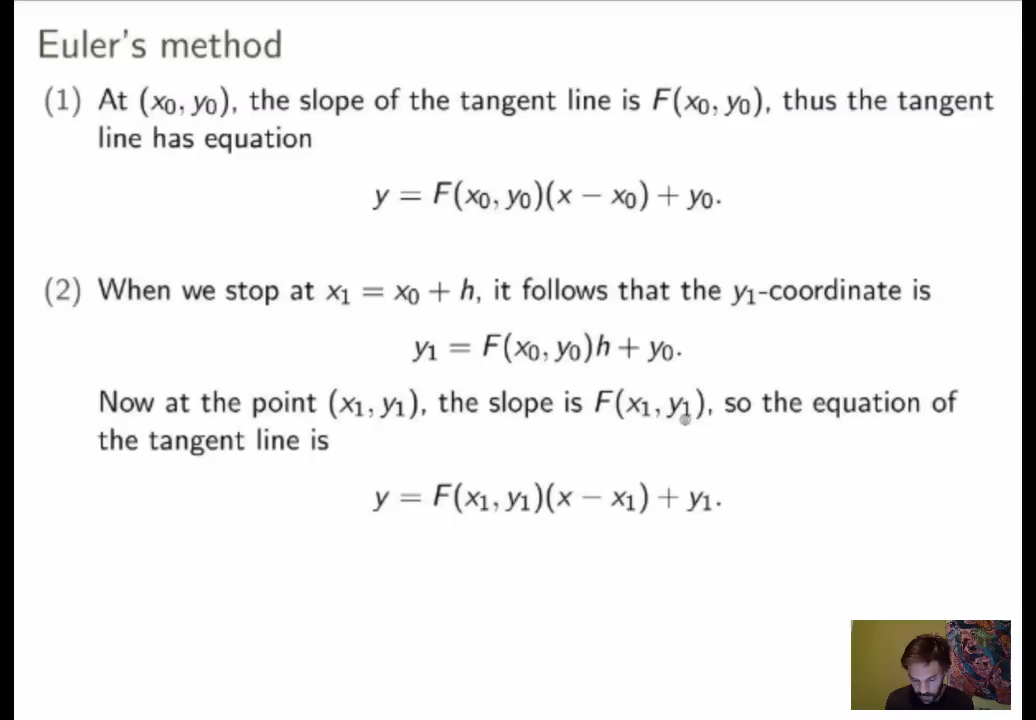 Euler's method
(1) At (x₀, y₀), the slope of the tangent line is F(x₀, y₀), thus the tangent
line has equation
y = F(x₀, y₀)(x − x₀) + y₀.
(2) When we stop at x₁ = x₀ + h, it follows that the y₁-coordinate is
y₁ = F(x₀, y₀)h + y₀.
Now at the point (x₁, y₁), the slope is F(x₁, y₁), so the equation of
the tangent line is
y = F(x₁, y₁)(x − x₁) + y₁.